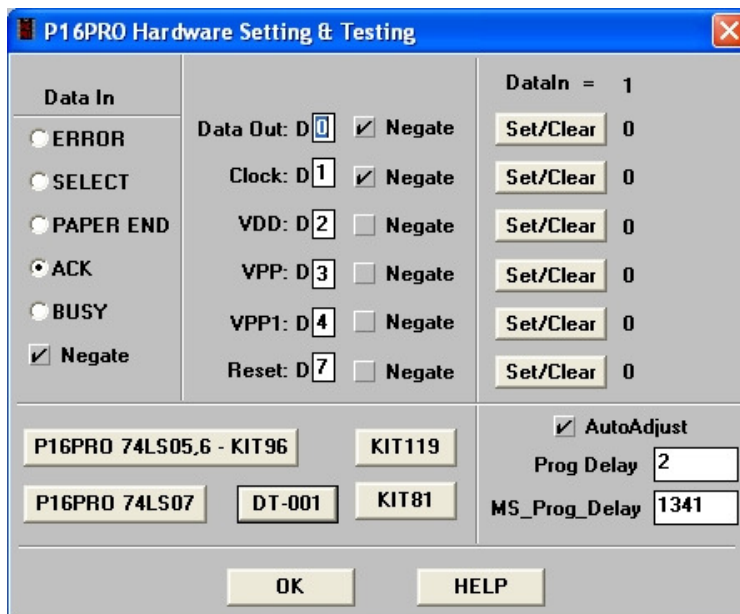 P16PRO Hardware Setting & Testing
Data In
ERROR
SELECT
PAPER END
ACK
BUSY
Negate
Data Out: D 0 Negate
Clock: D 1 Negate
VDD: D 2 Negate
VPP: D 3 Negate
VPP1: D 4 Negate
Reset: D 7 Negate
DataIn = 1
Set/Clear 0
Set/Clear 0
Set/Clear 0
Set/Clear 0
Set/Clear 0
Set/Clear 0
P16PRO 74LS05,6 - KIT96
KIT119
P16PRO 74LS07
DT-001
KIT81
AutoAdjust
Prog Delay 2
MS_Prog_Delay 1341
OK
HELP